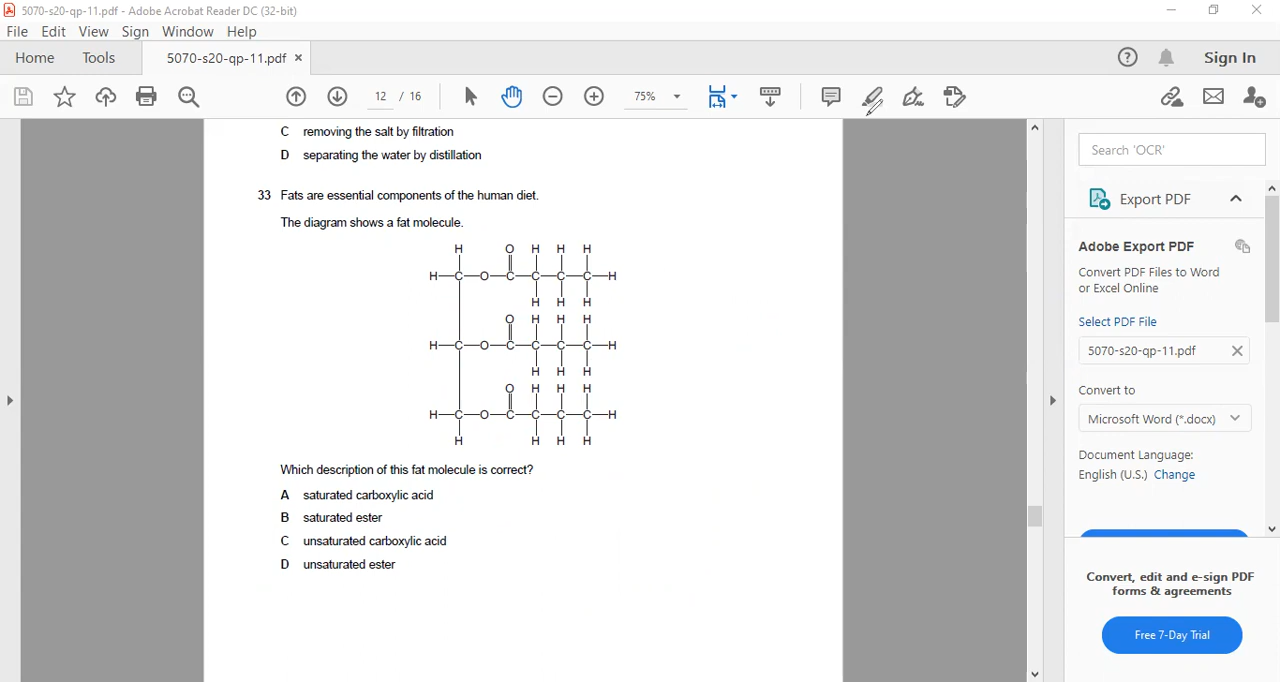 5070-s20-qp-11.pdf - Adobe Acrobat Reader DC (32-bit)
File Edit View Sign Window Help
Home Tools 5070-s20-qp-11.pdf × Sign In
12 / 16 75%
C removing the salt by filtration
D separating the water by distillation
33 Fats are essential components of the human diet.
The diagram shows a fat molecule.
H O H H H
H—C—O—C—C—C—C—H
H H H
O H H H
H—C—O—C—C—C—C—H
H H H
O H H H
H—C—O—C—C—C—C—H
H H H H
Which description of this fat molecule is correct?
A saturated carboxylic acid
B saturated ester
C unsaturated carboxylic acid
D unsaturated ester
Search 'OCR'
Export PDF
Adobe Export PDF
Convert PDF Files to Word
or Excel Online
Select PDF File
5070-s20-qp-11.pdf
Convert to
Microsoft Word (*.docx)
Document Language:
English (U.S.) Change
Convert, edit and e-sign PDF
forms & agreements
Free 7-Day Trial